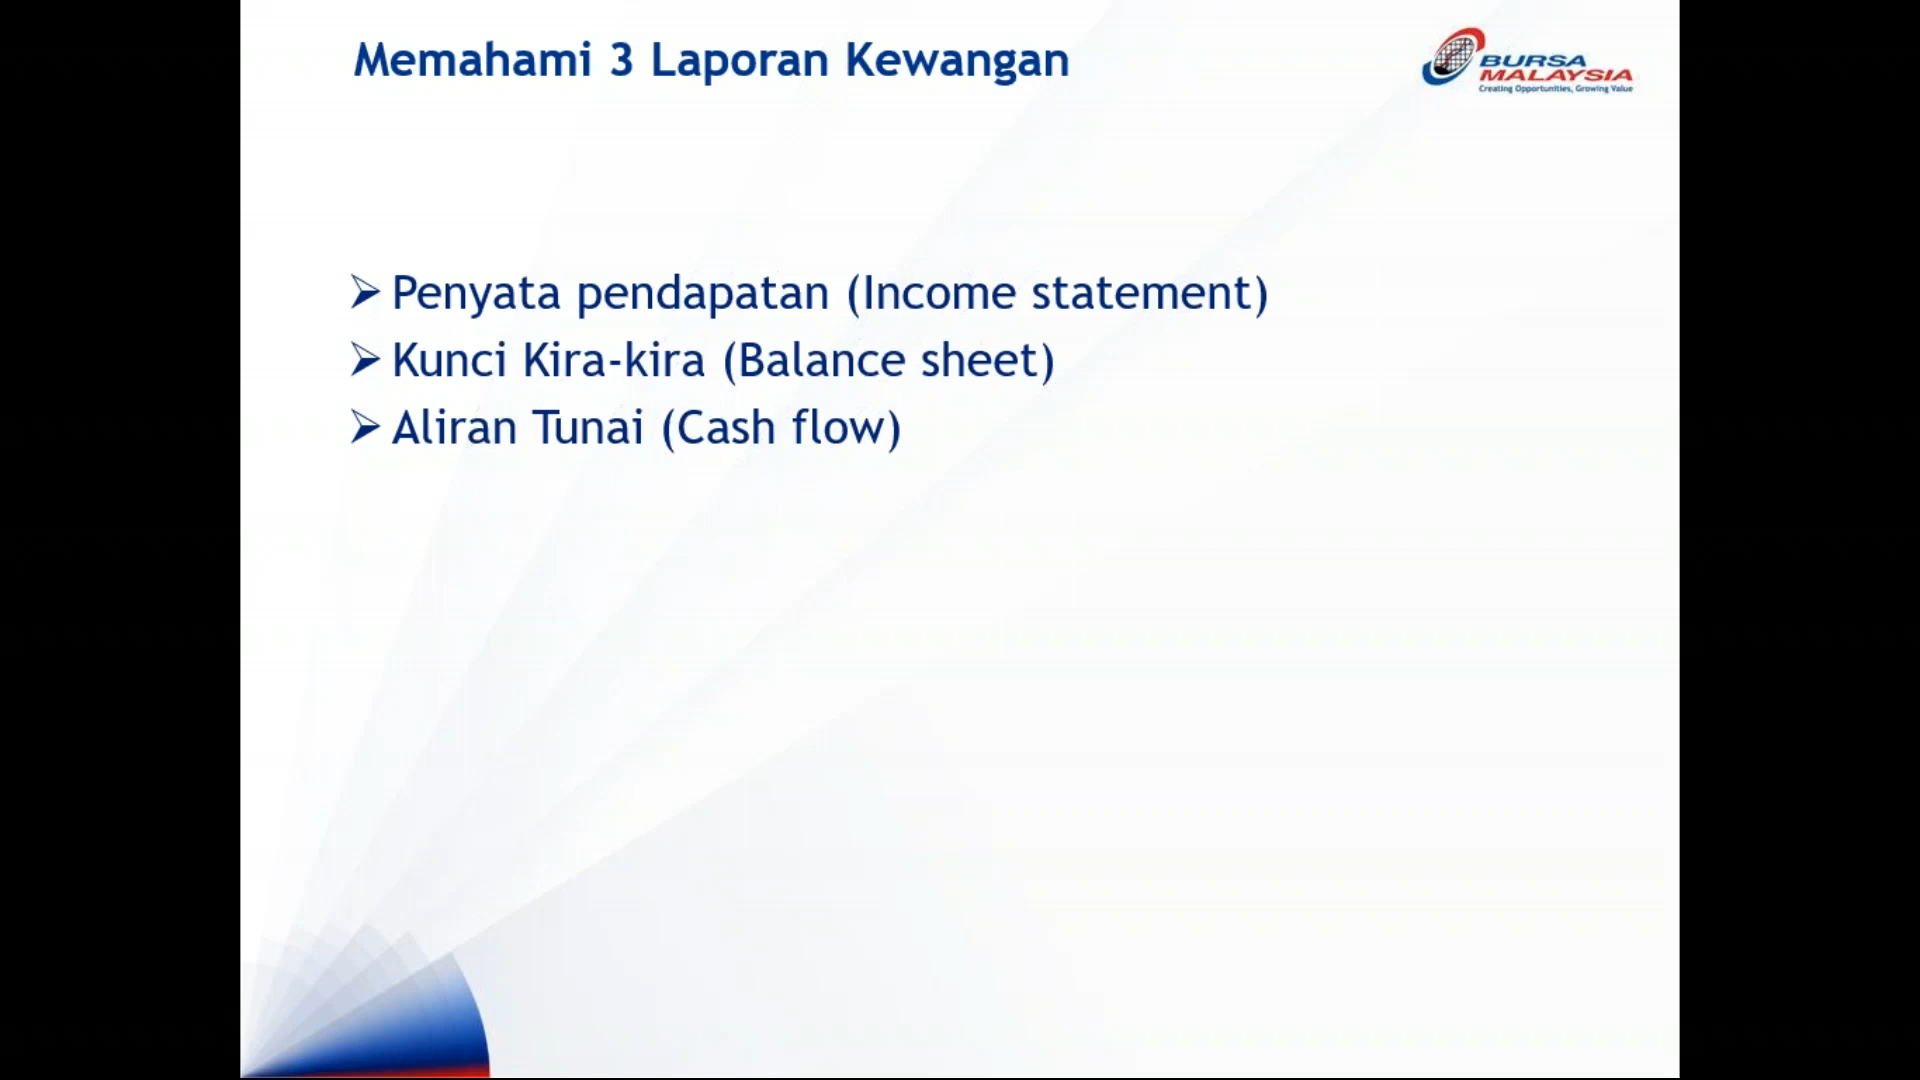 Memahami 3 Laporan Kewangan
BURSA
MALAYSIA
Creating Opportunities, Growing Value
➢ Penyata pendapatan (Income statement)
➢ Kunci Kira-kira (Balance sheet)
➢ Aliran Tunai (Cash flow)